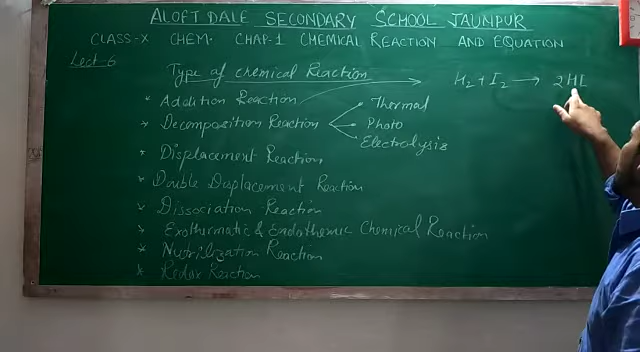 ALOFT DALE SECONDARY SCHOOL JAUNPUR
CLASS-X CHEM. CHAP-1 CHEMICAL REACTION AND EQUATION
Lect-6
Type of chemical Reaction
H2 + I2 → 2HI
* Addition Reaction
* Decomposition Reaction
Thermal
Photo
Electrolysis
* Displacement Reaction
* Double Displacement Reaction
* Dissociation Reaction
* Exothermatic & Endothemic Chemical Reaction
* Nutrilization Reaction
* Redox Reaction